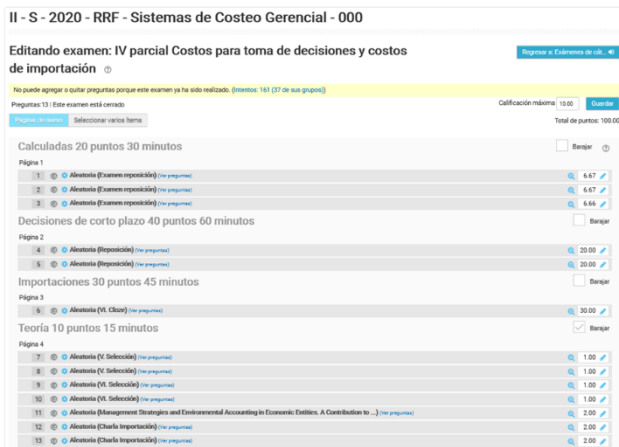 II - S - 2020 - RRF - Sistemas de Costeo Gerencial - 000
Editando examen: IV parcial Costos para toma de decisiones y costos
de importación
Regresar a: Exámenes de cát...
No puede agregar o quitar preguntas porque este examen ya ha sido realizado. (Intentos: 161 (37 de sus grupos))
Preguntas: 13 | Este examen está cerrado
Calificación máxima 10.00 Guardar
Paginar de nuevo Seleccionar varios ítems
Total de puntos: 100.00
Calculadas 20 puntos 30 minutos Barajar
Página 1
1 Aleatoria (Examen reposición) (Ver preguntas) 6.67
2 Aleatoria (Examen reposición) (Ver preguntas) 6.67
3 Aleatoria (Examen reposición) (Ver preguntas) 6.66
Decisiones de corto plazo 40 puntos 60 minutos Barajar
Página 2
4 Aleatoria (Reposición) (Ver preguntas) 20.00
5 Aleatoria (Reposición) (Ver preguntas) 20.00
Importaciones 30 puntos 45 minutos Barajar
Página 3
6 Aleatoria (VI. Cloze) (Ver preguntas) 30.00
Teoría 10 puntos 15 minutos Barajar
Página 4
7 Aleatoria (V. Selección) (Ver preguntas) 1.00
8 Aleatoria (V. Selección) (Ver preguntas) 1.00
9 Aleatoria (VI. Selección) (Ver preguntas) 1.00
10 Aleatoria (VI. Selección) (Ver preguntas) 1.00
11 Aleatoria (Management Strategies and Environmental Accounting in Economic Entities. A Contribution to ...) (Ver preguntas) 2.00
12 Aleatoria (Charla Importación) (Ver preguntas) 2.00
13 Aleatoria (Charla Importación) (Ver preguntas) 2.00